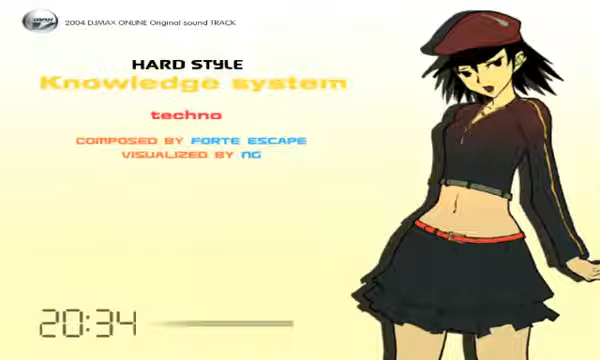 2004 DJMAX ONLINE Original sound TRACK
HARD STYLE
Knowledge system
techno
COMPOSED BY FORTE ESCAPE
VISUALIZED BY NG
20:34